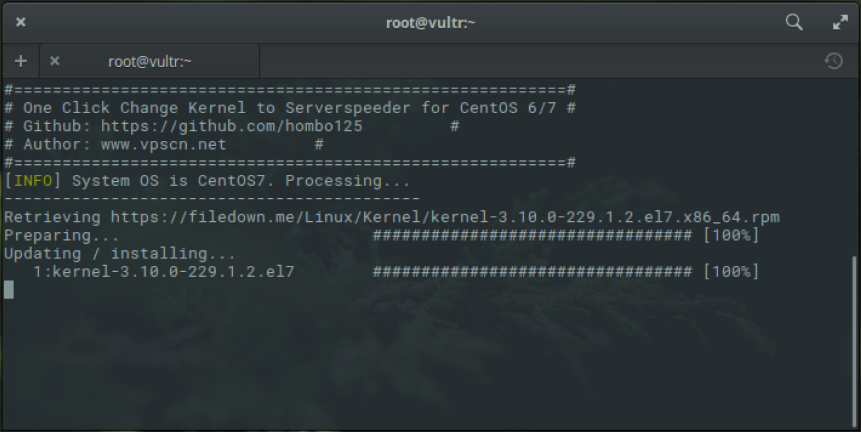 root@vultr:~
root@vultr:~
#==========================================================#
# One Click Change Kernel to Serverspeeder for CentOS 6/7 #
# Github: https://github.com/hombo125 #
# Author: www.vpscn.net #
#==========================================================#
[INFO] System OS is CentOS7. Processing...
-------------------------------------------
Retrieving https://filedown.me/Linux/Kernel/kernel-3.10.0-229.1.2.el7.x86_64.rpm
Preparing... ################################# [100%]
Updating / installing...
1:kernel-3.10.0-229.1.2.el7 ################################# [100%]